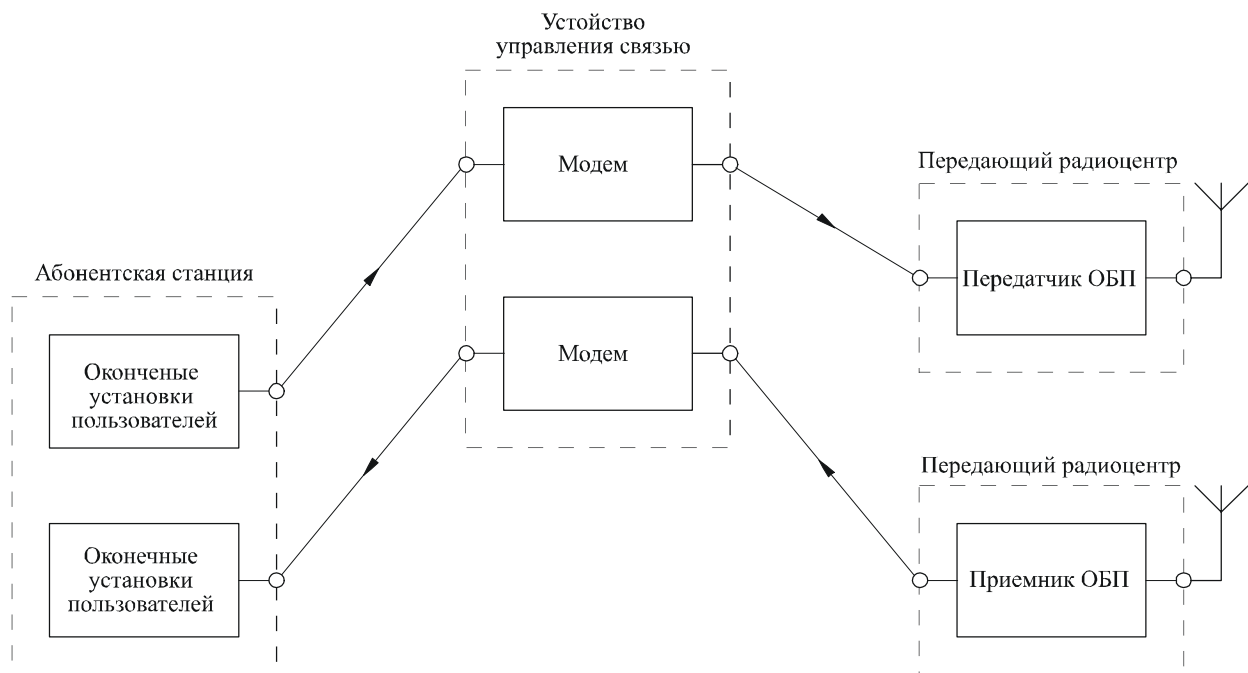 Устойство
управления связью
Модем
Передающий радиоцентр
Передатчик ОБП
Абонентская станция
Оконченые
установки
пользователей
Модем
Передающий радиоцентр
Оконечные
установки
пользователей
Приемник ОБП